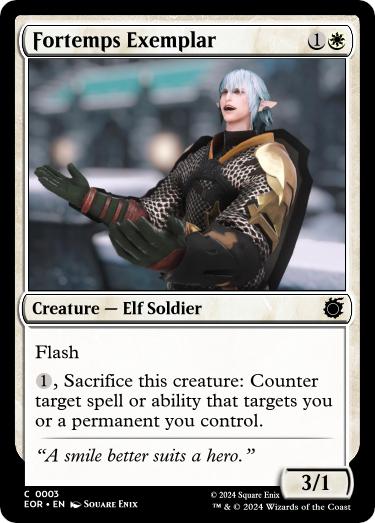 Fortemps Exemplar 1
Creature — Elf Soldier
Flash
1, Sacrifice this creature: Counter
target spell or ability that targets you
or a permanent you control.
“A smile better suits a hero.”
3/1
C 0003
EOR • EN SQUARE ENIX
© 2024 Square Enix
™ & © 2024 Wizards of the Coast